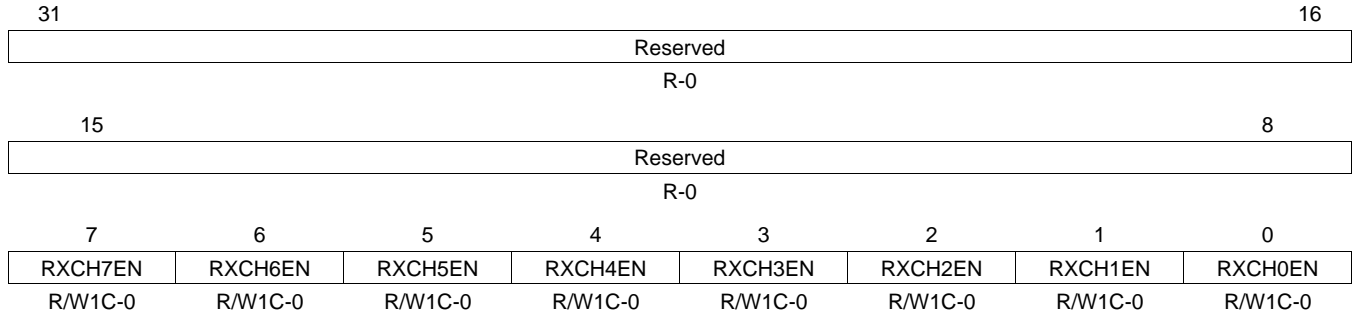 31 16
Reserved
R-0
15 8
Reserved
R-0
7 6 5 4 3 2 1 0
RXCH7EN RXCH6EN RXCH5EN RXCH4EN RXCH3EN RXCH2EN RXCH1EN RXCH0EN
R/W1C-0 R/W1C-0 R/W1C-0 R/W1C-0 R/W1C-0 R/W1C-0 R/W1C-0 R/W1C-0